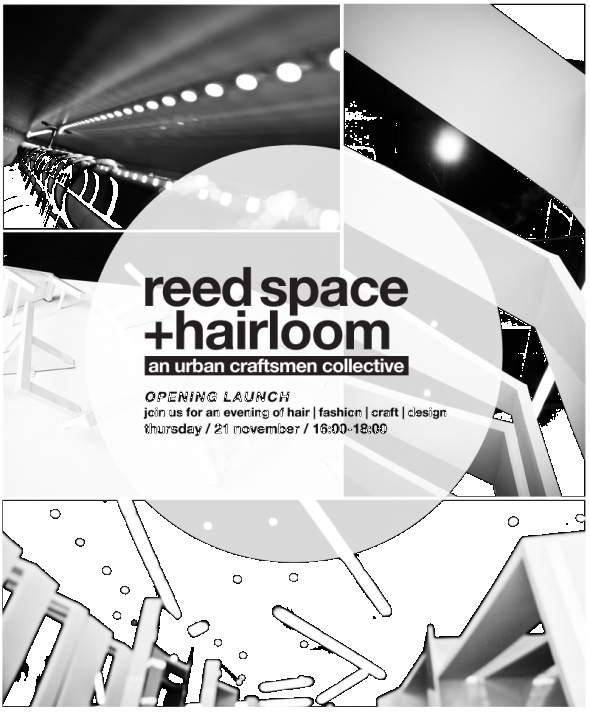 reed space
+hairloom
an urban craftsmen collective
OPENING LAUNCH
join us for an evening of hair | fashion | craft | design
thursday / 21 november / 16:00-18:00